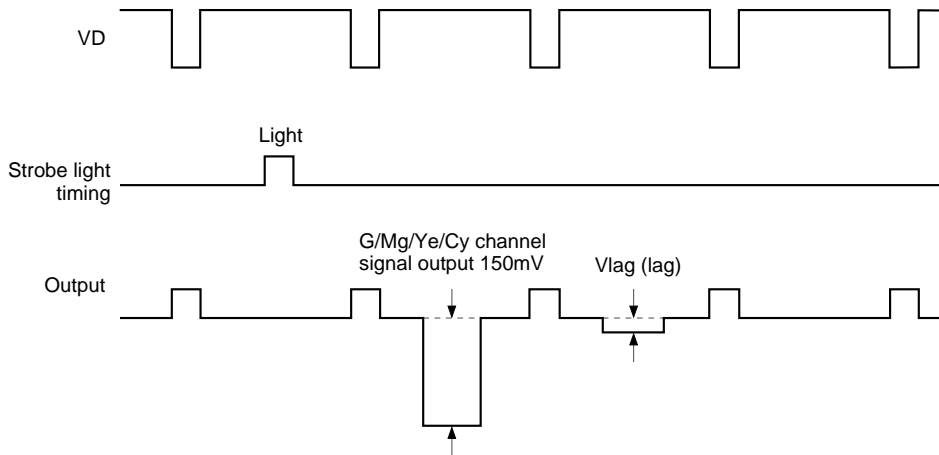 VD
Light
Strobe light
timing
G/Mg/Ye/Cy channel
signal output 150mV
Vlag (lag)
Output